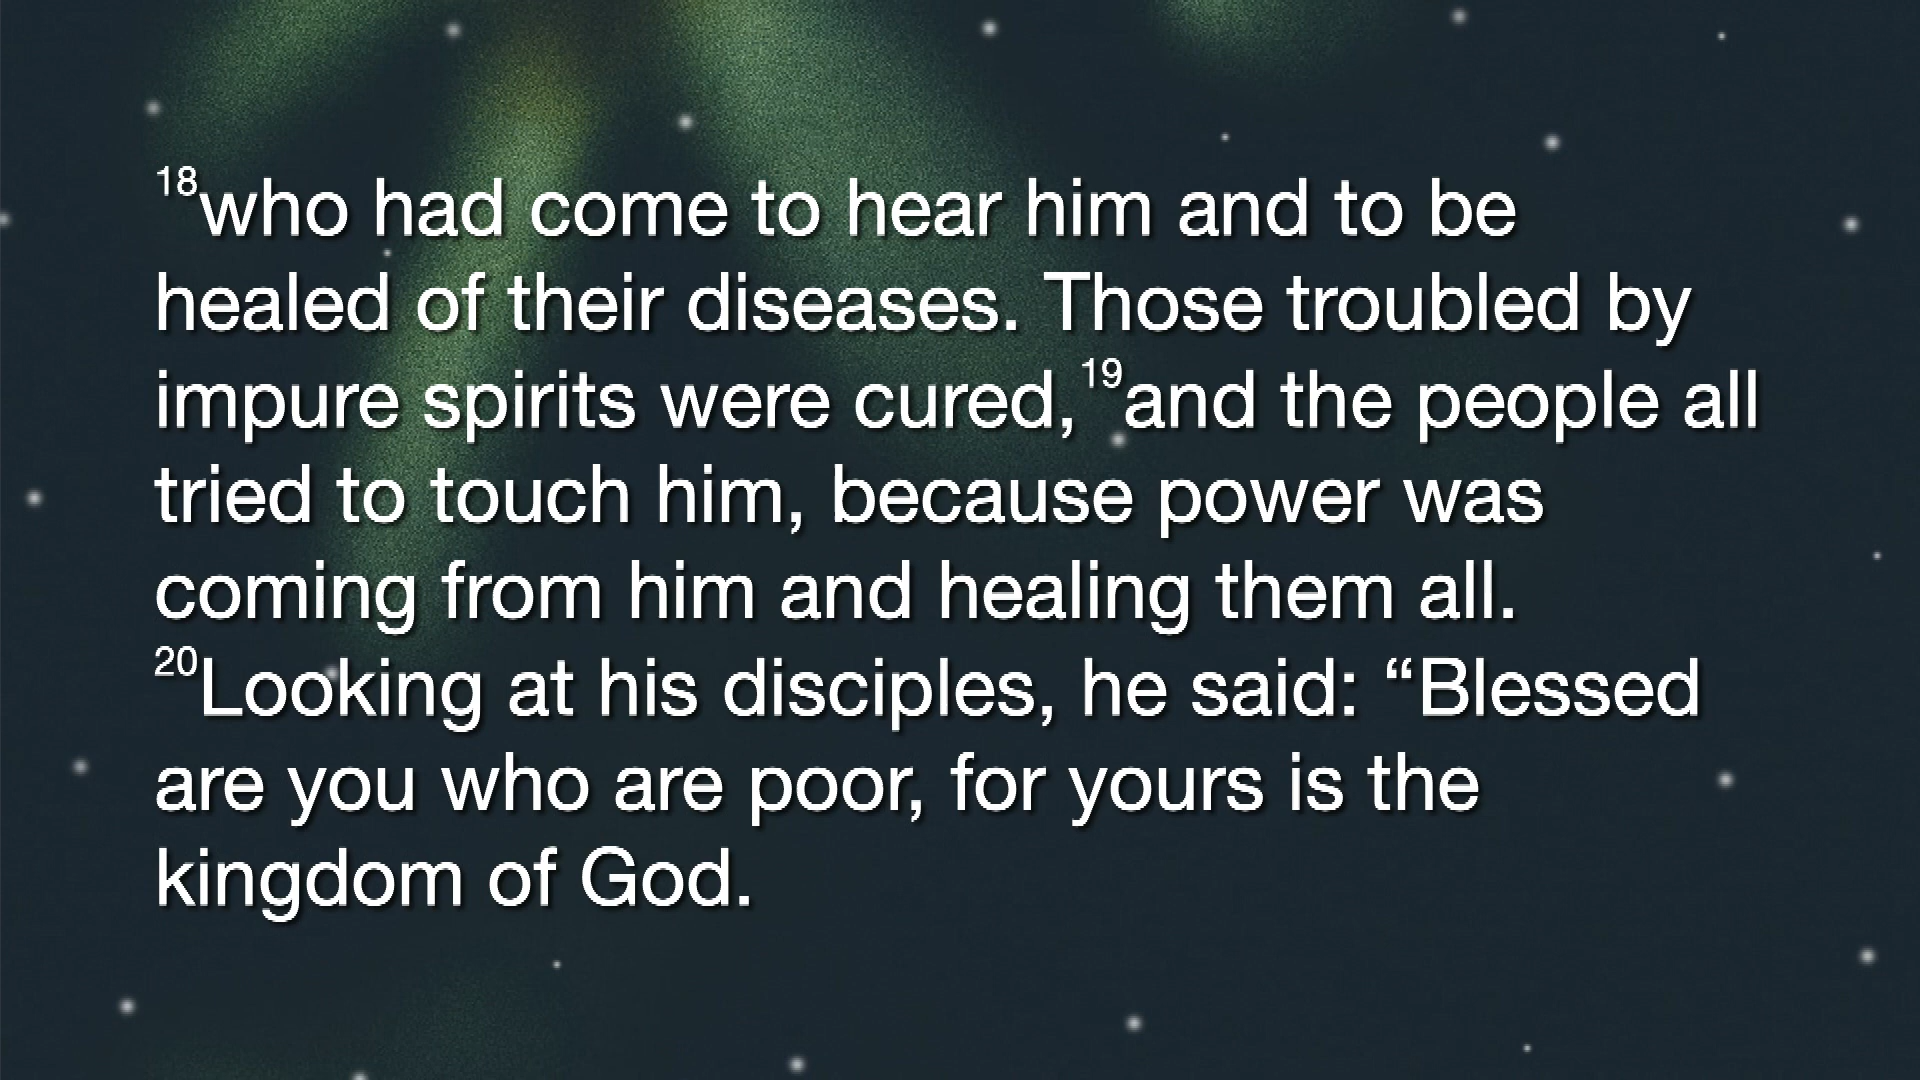 18who had come to hear him and to be
healed of their diseases. Those troubled by
impure spirits were cured,19and the people all
tried to touch him, because power was
coming from him and healing them all.
20Looking at his disciples, he said: “Blessed
are you who are poor, for yours is the
kingdom of God.